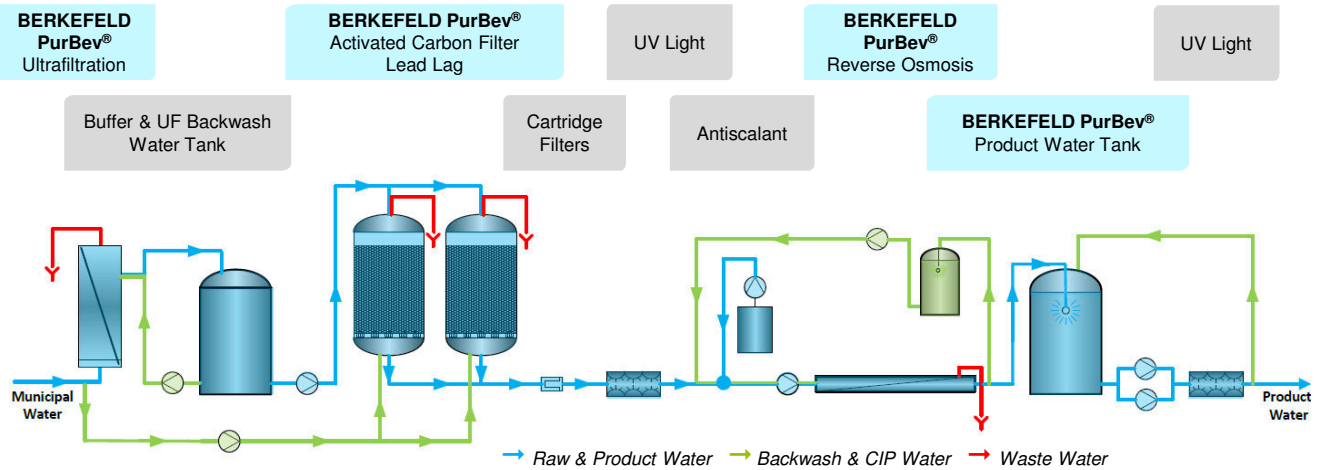 BERKEFELD
PurBev®
Ultrafiltration
BERKEFELD PurBev®
Activated Carbon Filter
Lead Lag
UV Light
BERKEFELD
PurBev®
Reverse Osmosis
UV Light
Buffer & UF Backwash
Water Tank
Cartridge
Filters
Antiscalant
BERKEFELD PurBev®
Product Water Tank
Municipal
Water
Product
Water
Raw & Product Water
Backwash & CIP Water
Waste Water